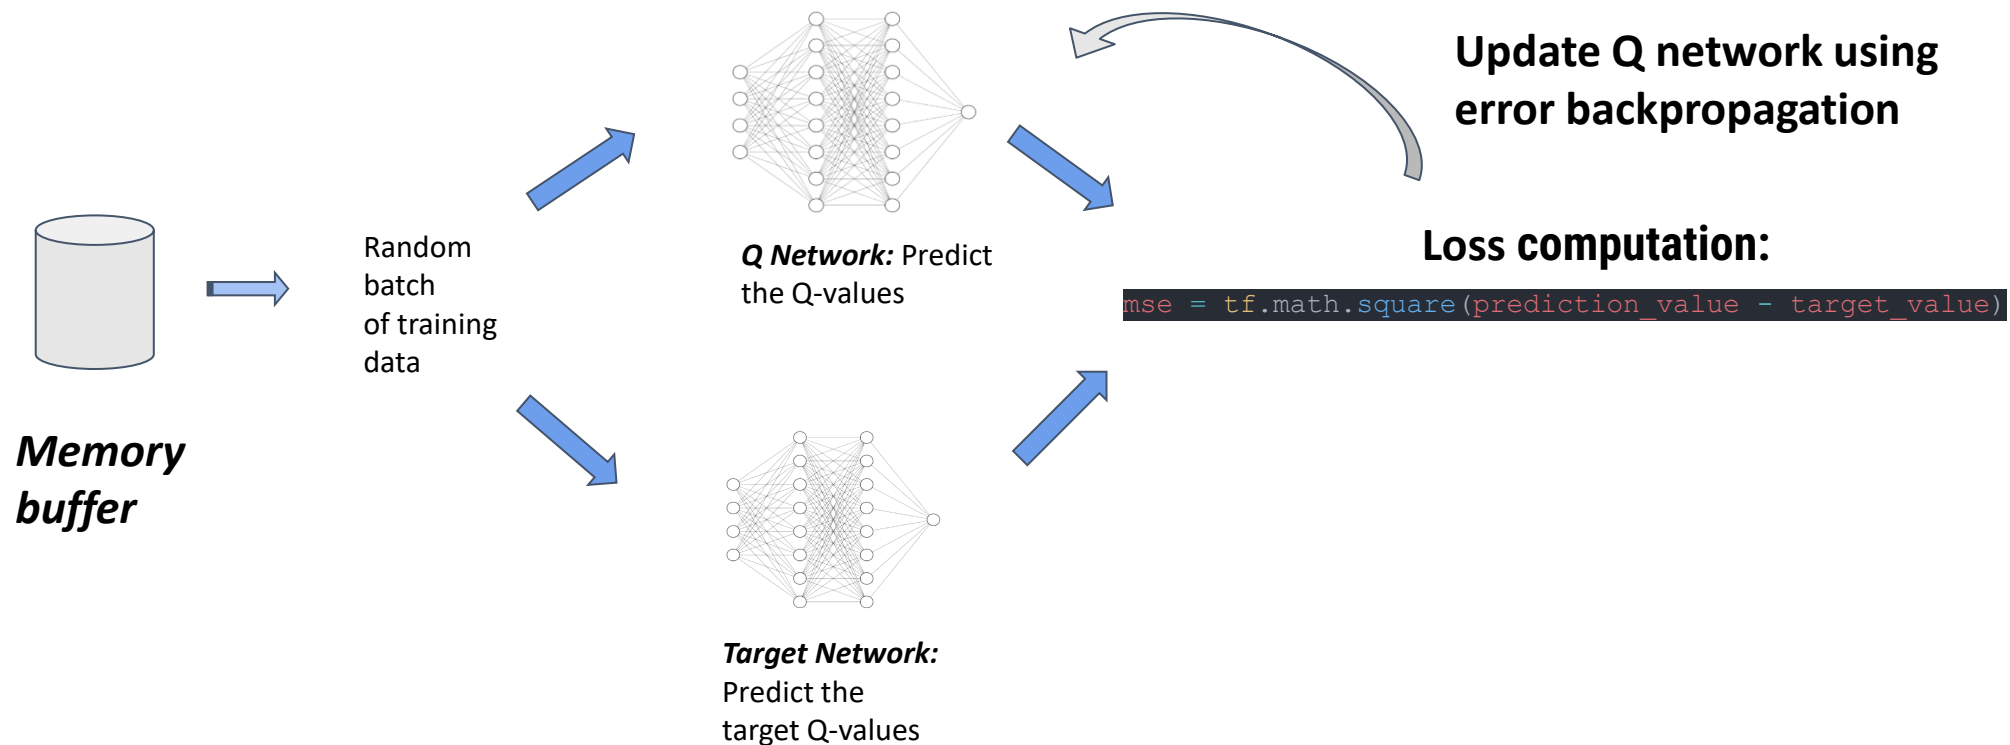 Memory
buffer
Random
batch
of training
data
Q Network: Predict
the Q-values
Target Network:
Predict the
target Q-values
Update Q network using
error backpropagation
Loss computation:
mse = tf.math.square(prediction_value - target_value)